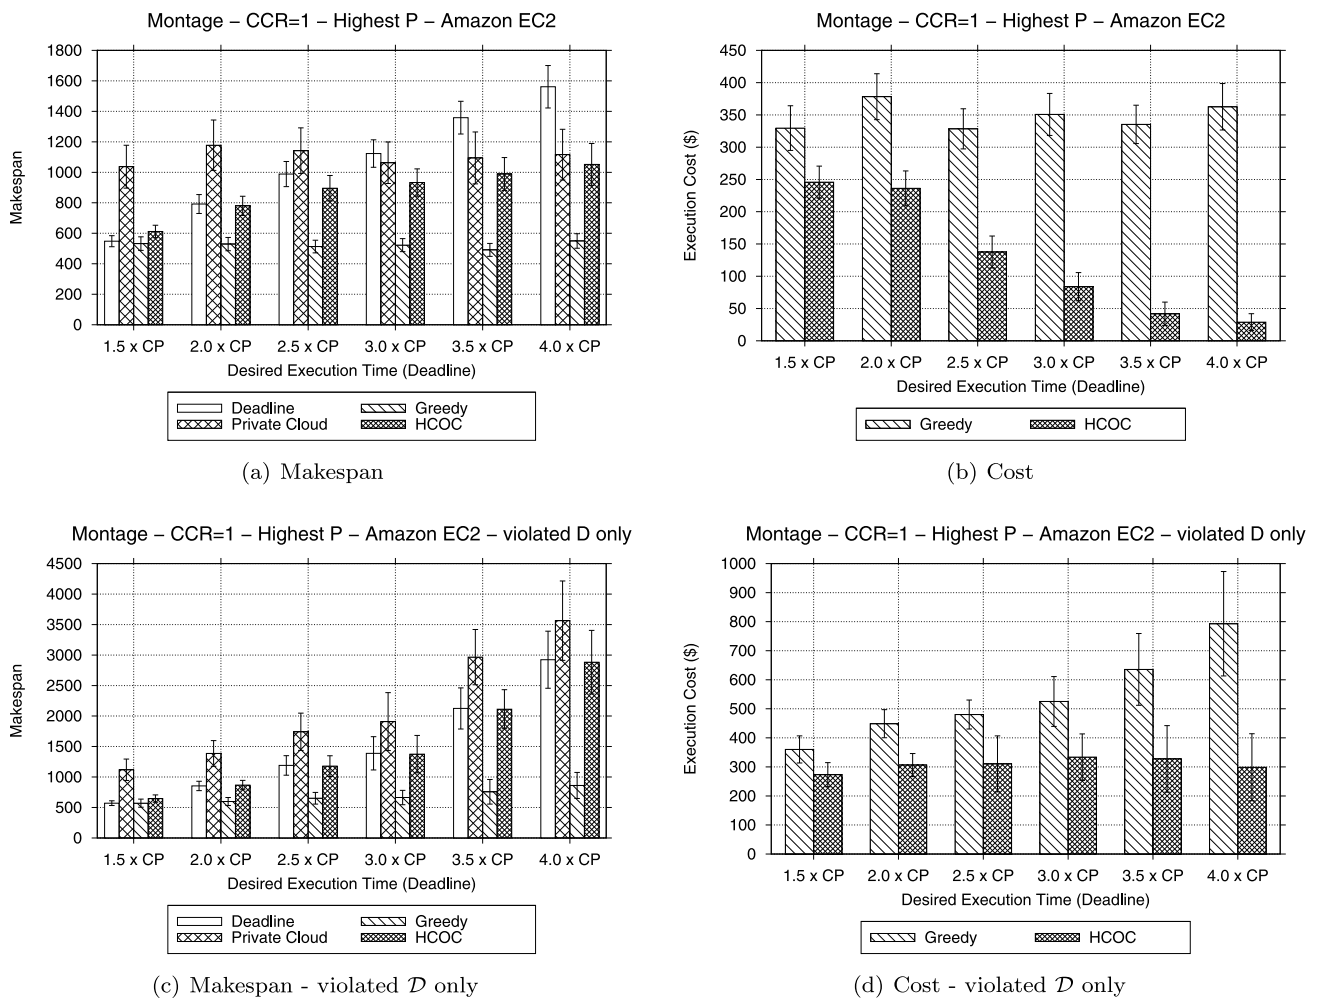 Montage – CCR=1 – Highest P – Amazon EC2
Makespan
1800
1600
1400
1200
1000
800
600
400
200
0
1.5 x CP 2.0 x CP 2.5 x CP 3.0 x CP 3.5 x CP 4.0 x CP
Desired Execution Time (Deadline)
Deadline Greedy
Private Cloud HCOC
(a) Makespan
Montage – CCR=1 – Highest P – Amazon EC2
Execution Cost ($)
450
400
350
300
250
200
150
100
50
0
1.5 x CP 2.0 x CP 2.5 x CP 3.0 x CP 3.5 x CP 4.0 x CP
Desired Execution Time (Deadline)
Greedy HCOC
(b) Cost
Montage – CCR=1 – Highest P – Amazon EC2 – violated D only
Makespan
4500
4000
3500
3000
2500
2000
1500
1000
500
0
1.5 x CP 2.0 x CP 2.5 x CP 3.0 x CP 3.5 x CP 4.0 x CP
Desired Execution Time (Deadline)
Deadline Greedy
Private Cloud HCOC
(c) Makespan - violated 𝒟 only
Montage – CCR=1 – Highest P – Amazon EC2 – violated D only
Execution Cost ($)
1000
900
800
700
600
500
400
300
200
100
0
1.5 x CP 2.0 x CP 2.5 x CP 3.0 x CP 3.5 x CP 4.0 x CP
Desired Execution Time (Deadline)
Greedy HCOC
(d) Cost - violated 𝒟 only